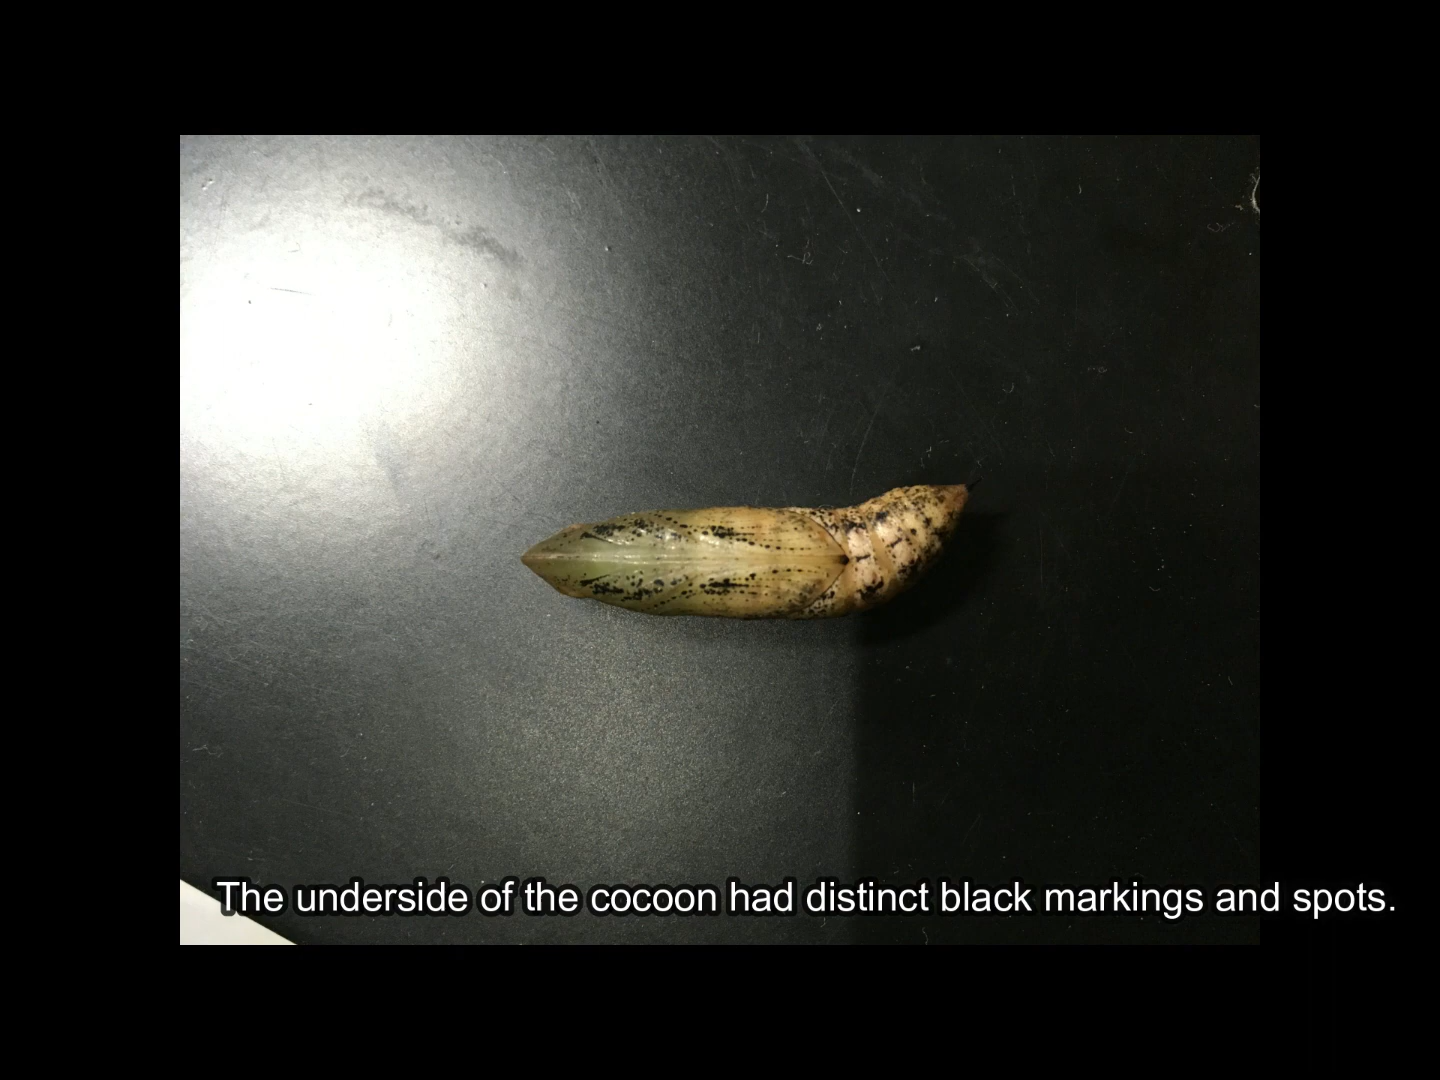 The underside of the cocoon had distinct black markings and spots.